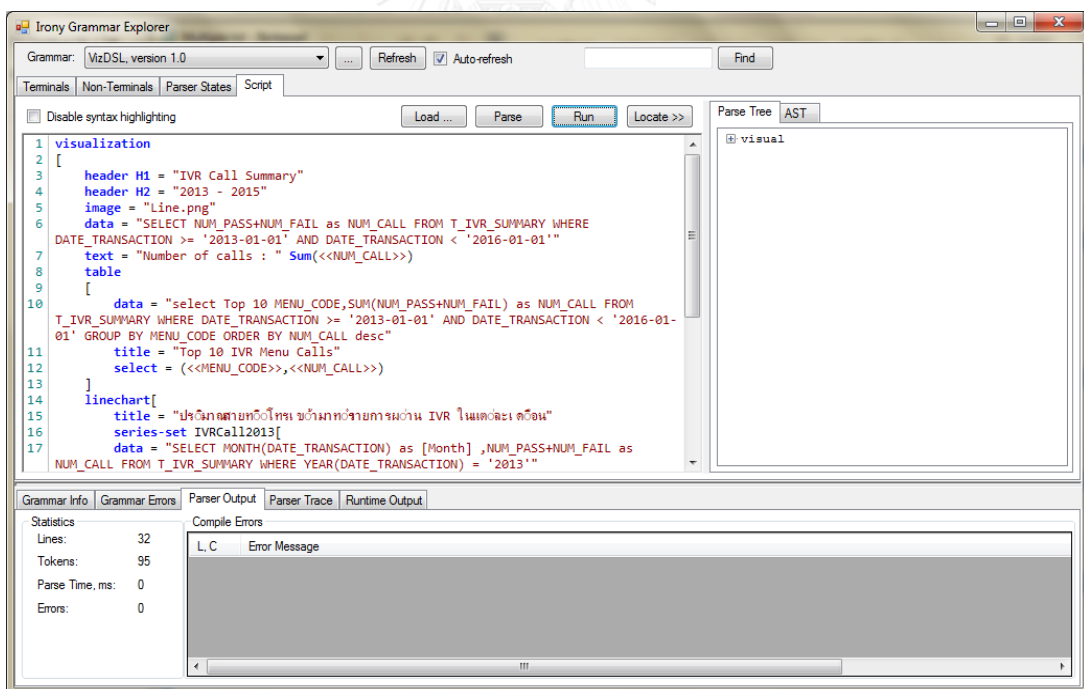 Irony Grammar Explorer
Grammar: VizDSL, version 1.0 ... Refresh Auto-refresh Find
Terminals Non-Terminals Parser States Script
Disable syntax highlighting Load ... Parse Run Locate >>
Parse Tree AST
visual
1 visualization
2 [
3 header H1 = "IVR Call Summary"
4 header H2 = "2013 - 2015"
5 image = "Line.png"
6 data = "SELECT NUM_PASS+NUM_FAIL as NUM_CALL FROM T_IVR_SUMMARY WHERE
DATE_TRANSACTION >= '2013-01-01' AND DATE_TRANSACTION < '2016-01-01'"
7 text = "Number of calls : " Sum(<<NUM_CALL>>)
8 table
9 [
10 data = "select Top 10 MENU_CODE,SUM(NUM_PASS+NUM_FAIL) as NUM_CALL FROM
T_IVR_SUMMARY WHERE DATE_TRANSACTION >= '2013-01-01' AND DATE_TRANSACTION < '2016-01-
01' GROUP BY MENU_CODE ORDER BY NUM_CALL desc"
11 title = "Top 10 IVR Menu Calls"
12 select = (<<MENU_CODE>>,<<NUM_CALL>>)
13 ]
14 linechart[
15 title = " IVR "
16 series-set IVRCall2013[
17 data = "SELECT MONTH(DATE_TRANSACTION) as [Month] ,NUM_PASS+NUM_FAIL as
NUM_CALL FROM T_IVR_SUMMARY WHERE YEAR(DATE_TRANSACTION) = '2013'"
Grammar Info Grammar Errors Parser Output Parser Trace Runtime Output
Statistics
Lines: 32
Tokens: 95
Parse Time, ms: 0
Errors: 0
Compile Errors
L, C Error Message